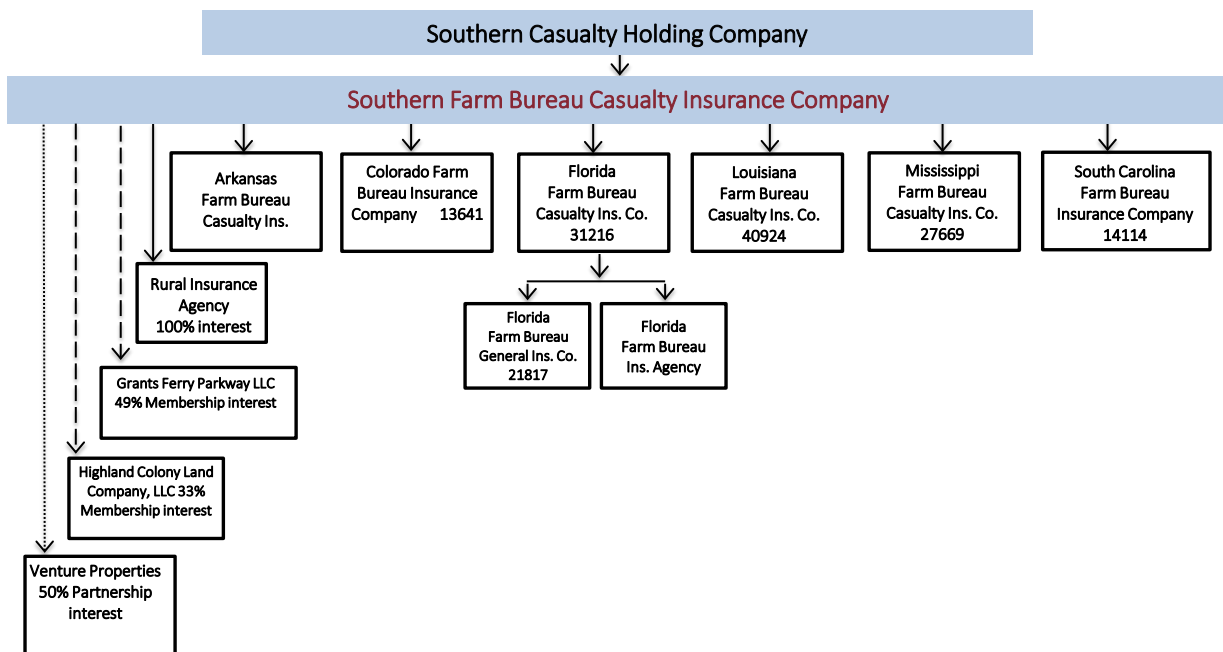 Southern Casualty Holding Company
Southern Farm Bureau Casualty Insurance Company
Arkansas
Farm Bureau
Casualty Ins.
Colorado Farm
Bureau Insurance
Company 13641
Florida
Farm Bureau
Casualty Ins. Co.
31216
Louisiana
Farm Bureau
Casualty Ins. Co.
40924
Mississippi
Farm Bureau
Casualty Ins. Co.
27669
South Carolina
Farm Bureau
Insurance Company
14114
Rural Insurance
Agency
100% interest
Florida
Farm Bureau
General Ins. Co.
21817
Florida
Farm Bureau
Ins. Agency
Grants Ferry Parkway LLC
49% Membership interest
Highland Colony Land
Company, LLC 33%
Membership interest
Venture Properties
50% Partnership
interest